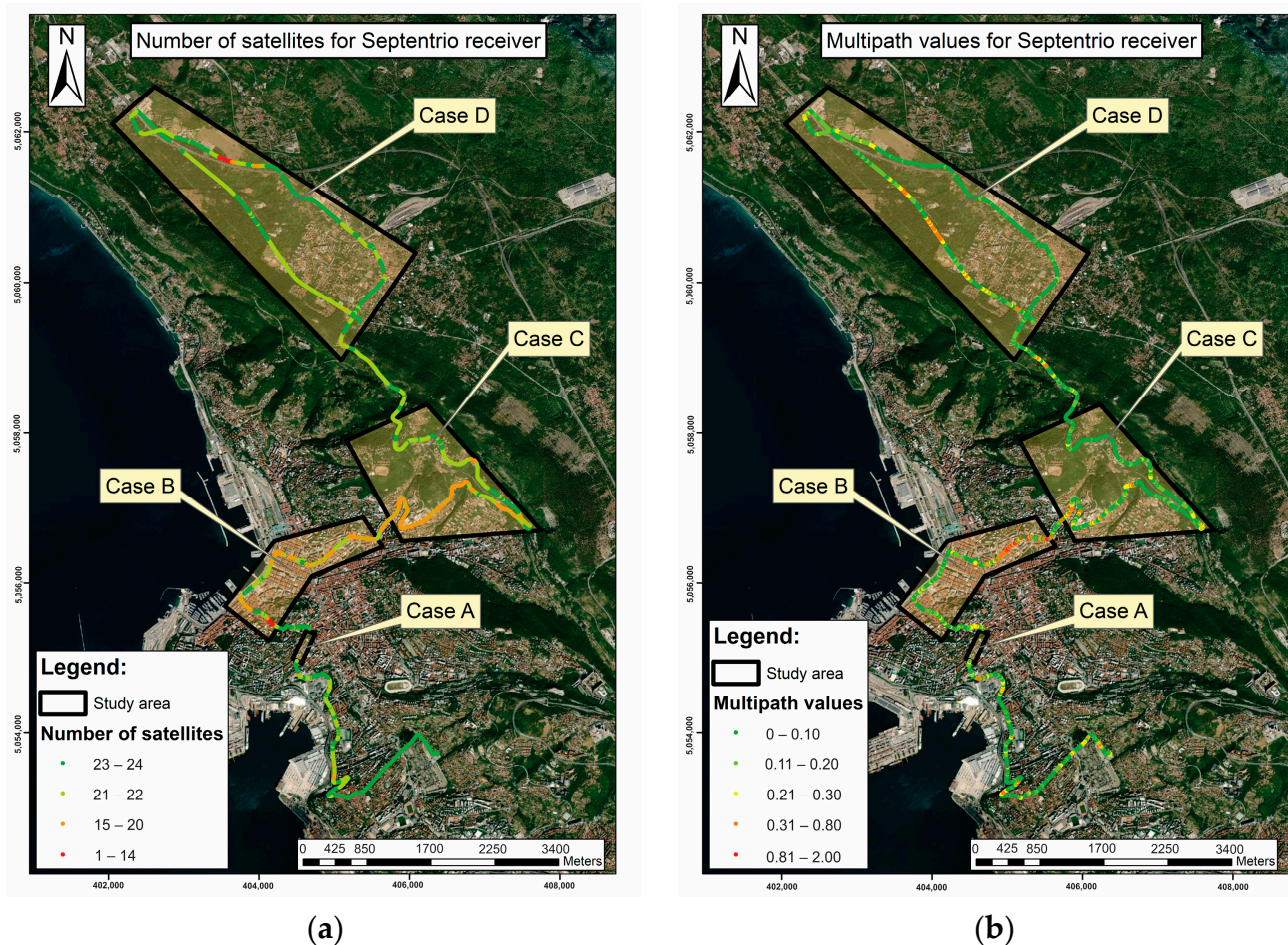 N
Number of satellites for Septentrio receiver
Case D
Case C
Case B
Case A
5,062,000
5,060,000
5,058,000
5,056,000
5,054,000
Legend:
Study area
Number of satellites
23 – 24
21 – 22
15 – 20
1 – 14
0 425 850 1700 2250 3400
Meters
402,000 404,000 406,000 408,000
(a)
N
Multipath values for Septentrio receiver
Case D
Case C
Case B
Case A
5,062,000
5,060,000
5,058,000
5,056,000
5,054,000
Legend:
Study area
Multipath values
0 – 0.10
0.11 – 0.20
0.21 – 0.30
0.31 – 0.80
0.81 – 2.00
0 425 850 1700 2250 3400
Meters
402,000 404,000 406,000 408,000
(b)